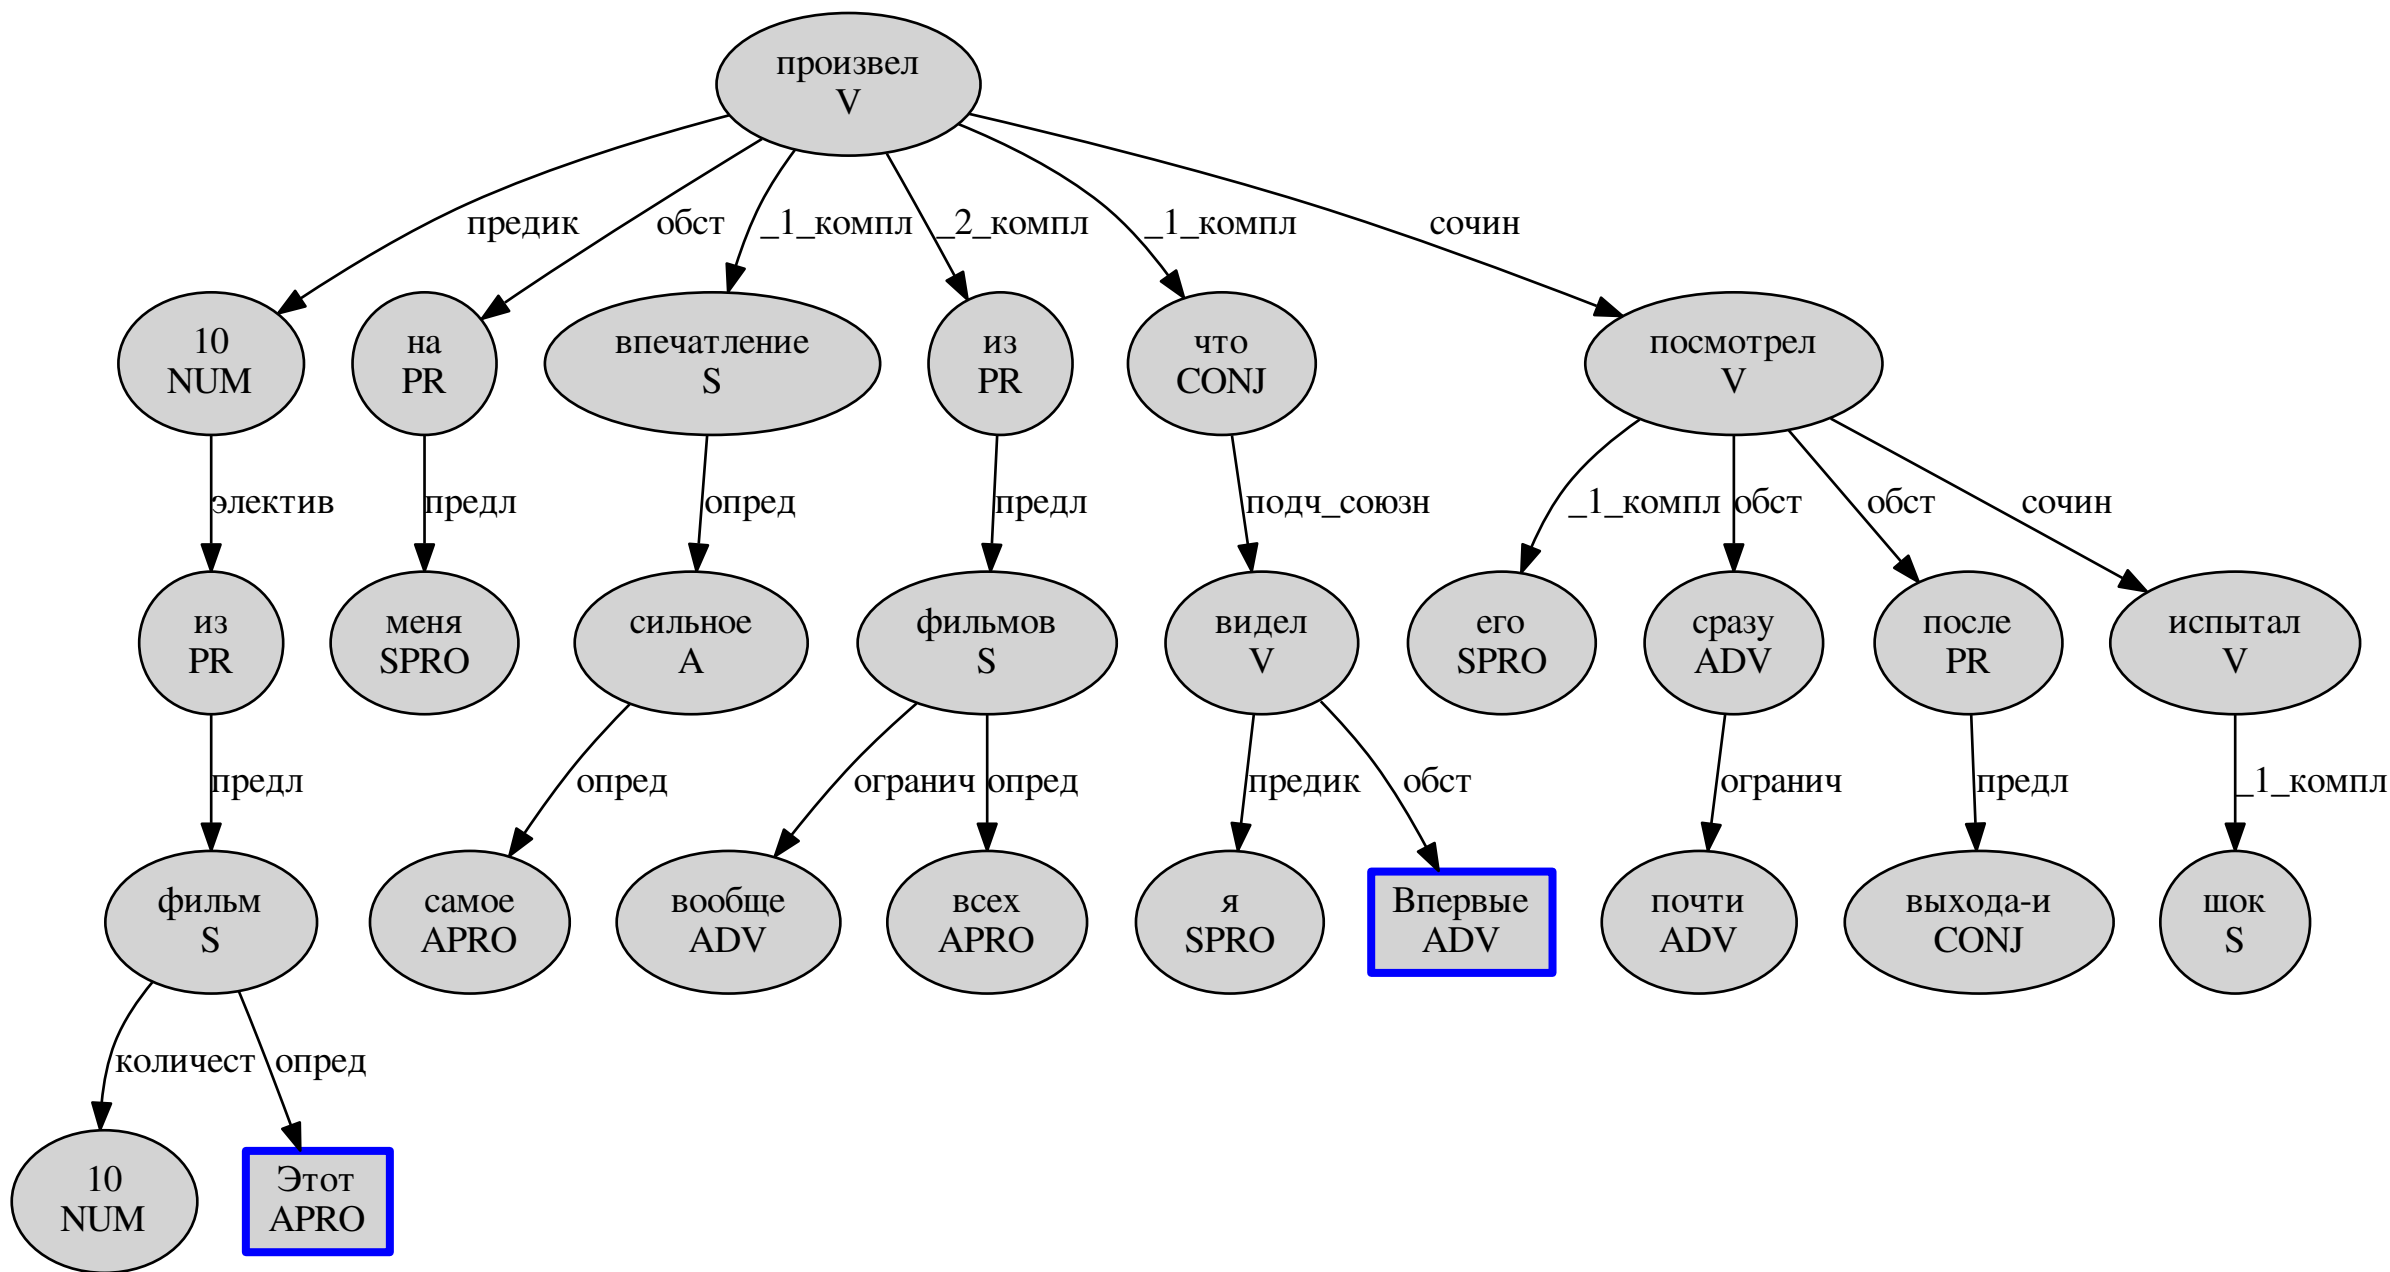 произвел
V
предик
обст
_1_компл
_2_компл
_1_компл
сочин
10
NUM
на
PR
впечатление
S
из
PR
что
CONJ
посмотрел
V
электив
предл
опред
предл
подч_союзн
_1_компл
обст
обст
сочин
из
PR
меня
SPRO
сильное
A
фильмов
S
видел
V
его
SPRO
сразу
ADV
после
PR
испытал
V
предл
опред
огранич
опред
предик
обст
огранич
предл
_1_компл
фильм
S
самое
APRO
вообще
ADV
всех
APRO
я
SPRO
Впервые
ADV
почти
ADV
выхода-и
CONJ
шок
S
количест
опред
10
NUM
Этот
APRO